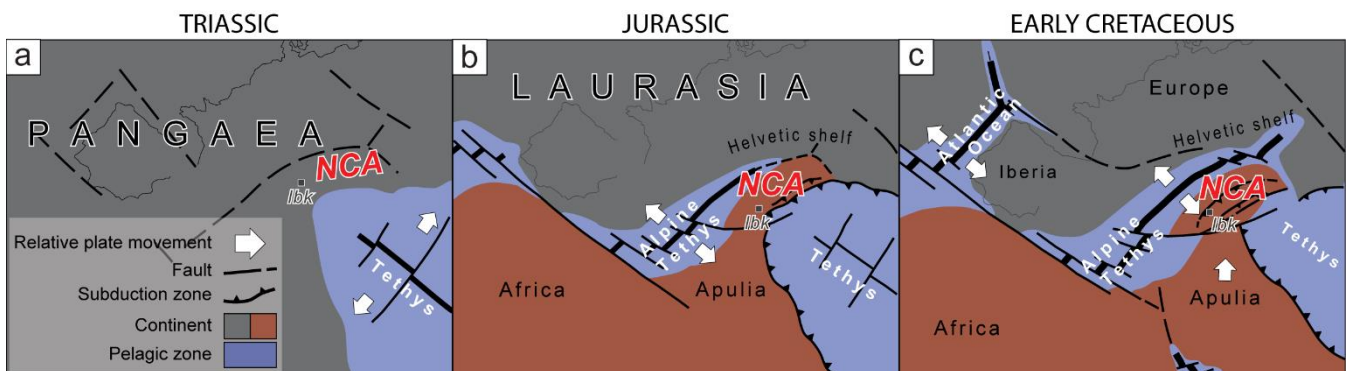 TRIASSIC
JURASSIC
EARLY CRETACEOUS
a
PANGAEA
NCA
Ibk
Tethys
Relative plate movement
Fault
Subduction zone
Continent
Pelagic zone
b
LAURASIA
Helvetic shelf
NCA
Ibk
Alpine
Tethys
Tethys
Africa
Apulia
c
Europe
Atlantic
Ocean
Helvetic shelf
Iberia
NCA
Ibk
Alpine
Tethys
Tethys
Apulia
Africa